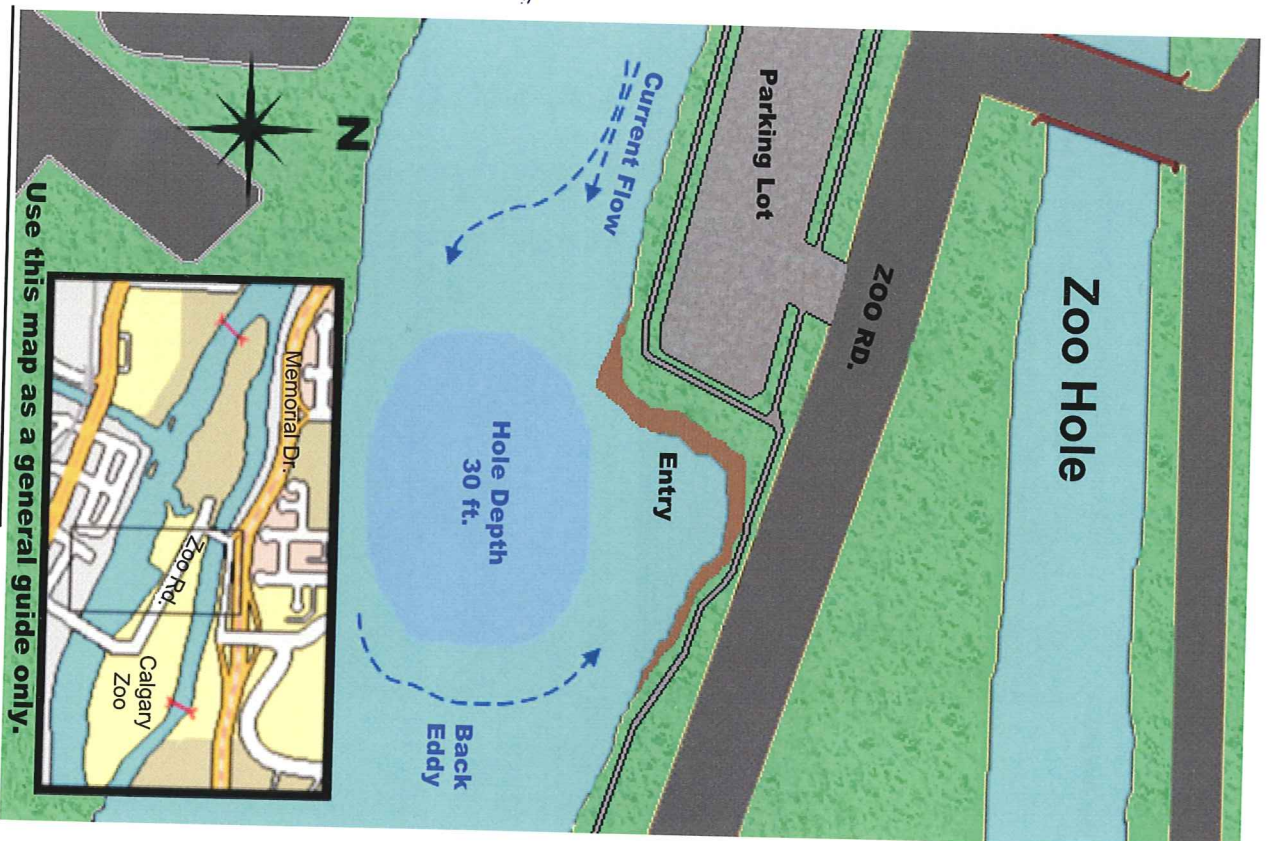 Zoo Hole
ZOO RD.
Parking Lot
Entry
Current Flow
Hole Depth
30 ft.
Back
Eddy
N
Memorial Dr.
Zoo Rd.
Calgary
Zoo
Use this map as a general guide only.